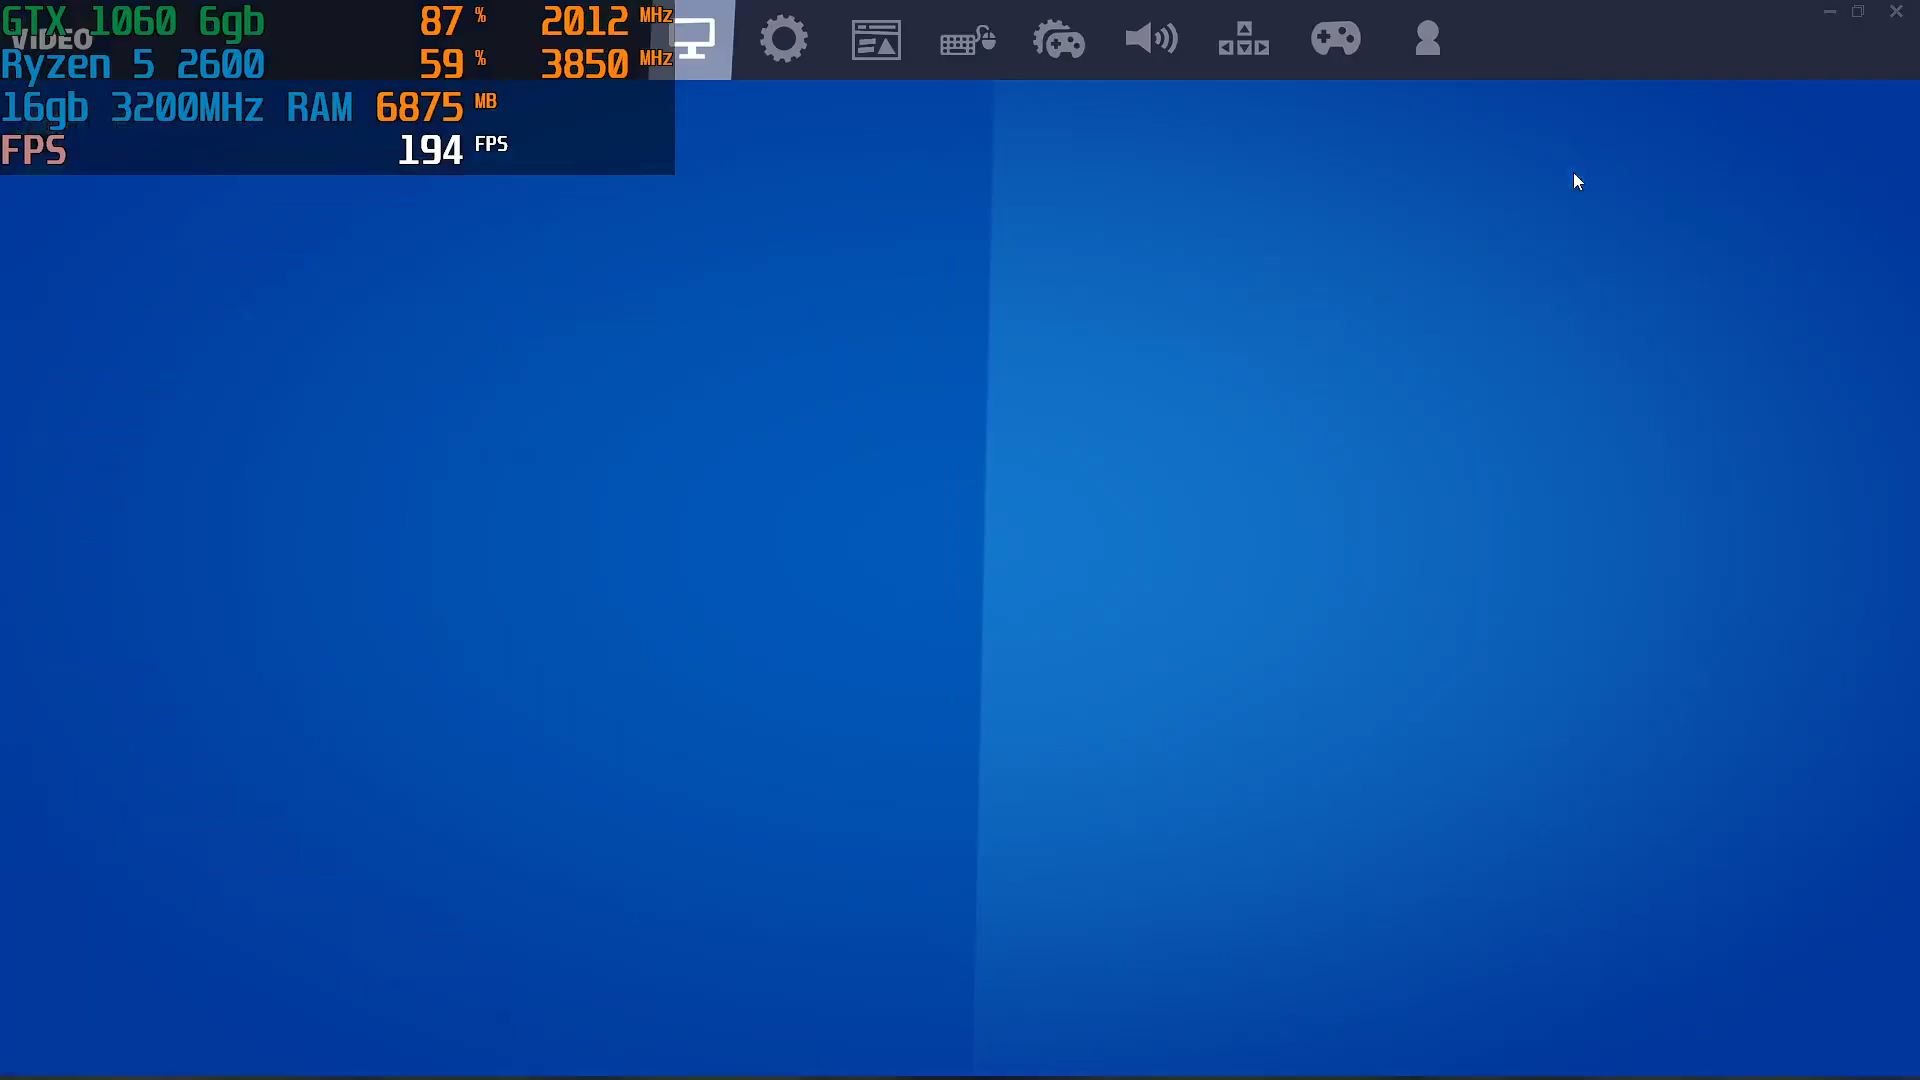 GTX 1060 6gb 87 % 2012 MHz
VIDEO
Ryzen 5 2600 59 % 3850 MHz
16gb 3200MHz RAM 6875 MB
FPS 194 FPS